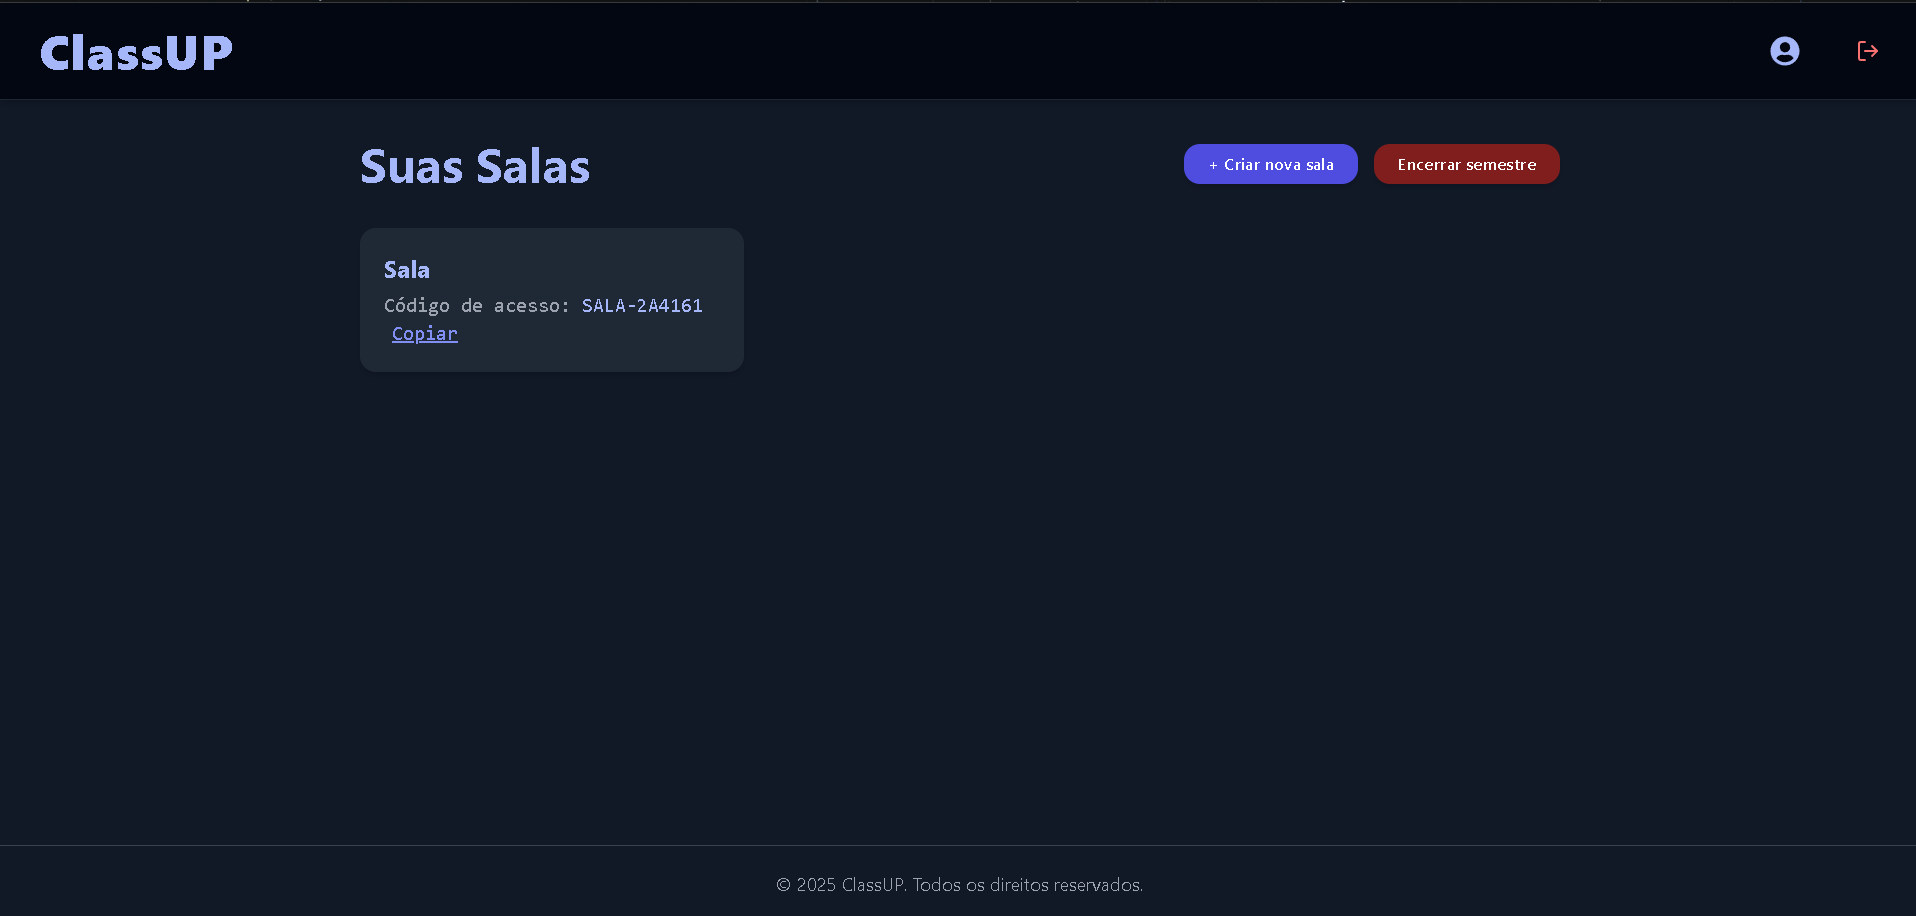 ClassUP
Suas Salas
+ Criar nova sala
Encerrar semestre
Sala
Código de acesso: SALA-2A4161
Copiar
© 2025 ClassUP. Todos os direitos reservados.